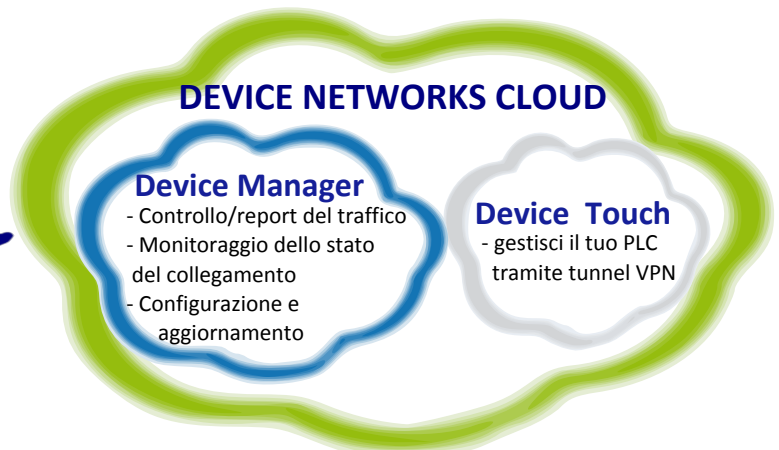 DEVICE NETWORKS CLOUD
Device Manager
- Controllo/report del traffico
- Monitoraggio dello stato
del collegamento
- Configurazione e
aggiornamento
Device Touch
- gestisci il tuo PLC
tramite tunnel VPN